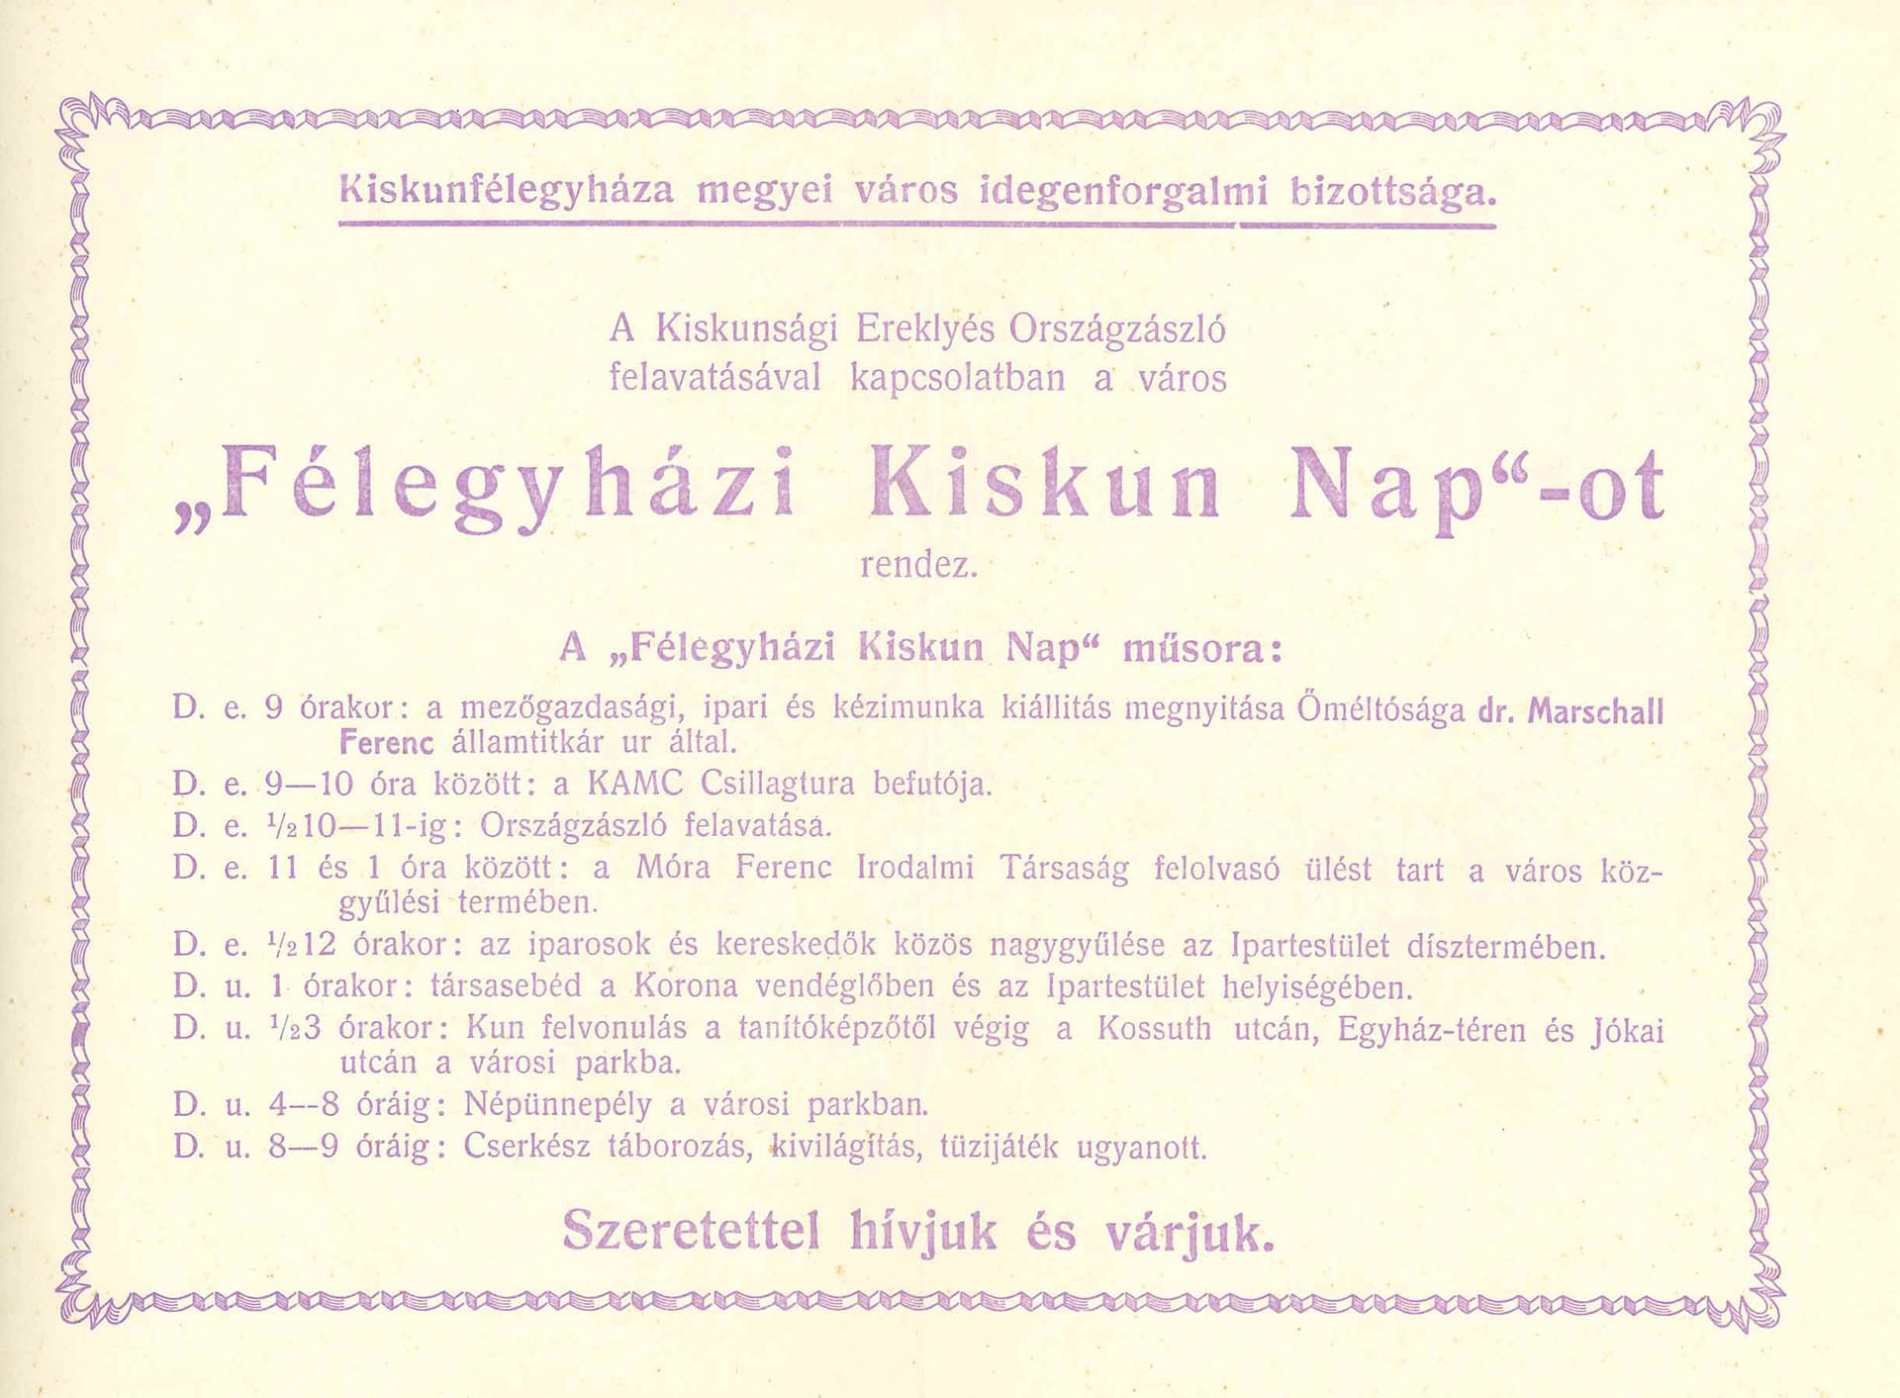 Kiskunfélegyháza megyei város idegenforgalmi bizottsága.
A Kiskunsági Ereklyés Országzászló
felavatásával kapcsolatban a város
„Félegyházi Kiskun Nap“-ot
rendez.
A „Félegyházi Kiskun Nap“ műsora:
D. e. 9 órakor: a mezőgazdasági, ipari és kézimunka kiállitás megnyitása Őméltósága dr. Marschall
Ferenc államtitkár ur által.
D. e. 9—10 óra között: a KAMC Csillagtura befutója.
D. e. ½10—11-ig: Országzászló felavatása.
D. e. 11 és 1 óra között: a Móra Ferenc Irodalmi Társaság felolvasó ülést tart a város köz-
gyűlési termében.
D. e. ½12 órakor: az iparosok és kereskedők közös nagygyűlése az Ipartestület dísztermében.
D. u. 1 órakor: társasebéd a Korona vendéglőben és az Ipartestület helyiségében.
D. u. ½3 órakor: Kun felvonulás a tanítóképzőtől végig a Kossuth utcán, Egyház-téren és Jókai
utcán a városi parkba.
D. u. 4—8 óráig: Népünnepély a városi parkban.
D. u. 8—9 óráig: Cserkész táborozás, kivilágítás, tüzijáték ugyanott.
Szeretettel hívjuk és várjuk.